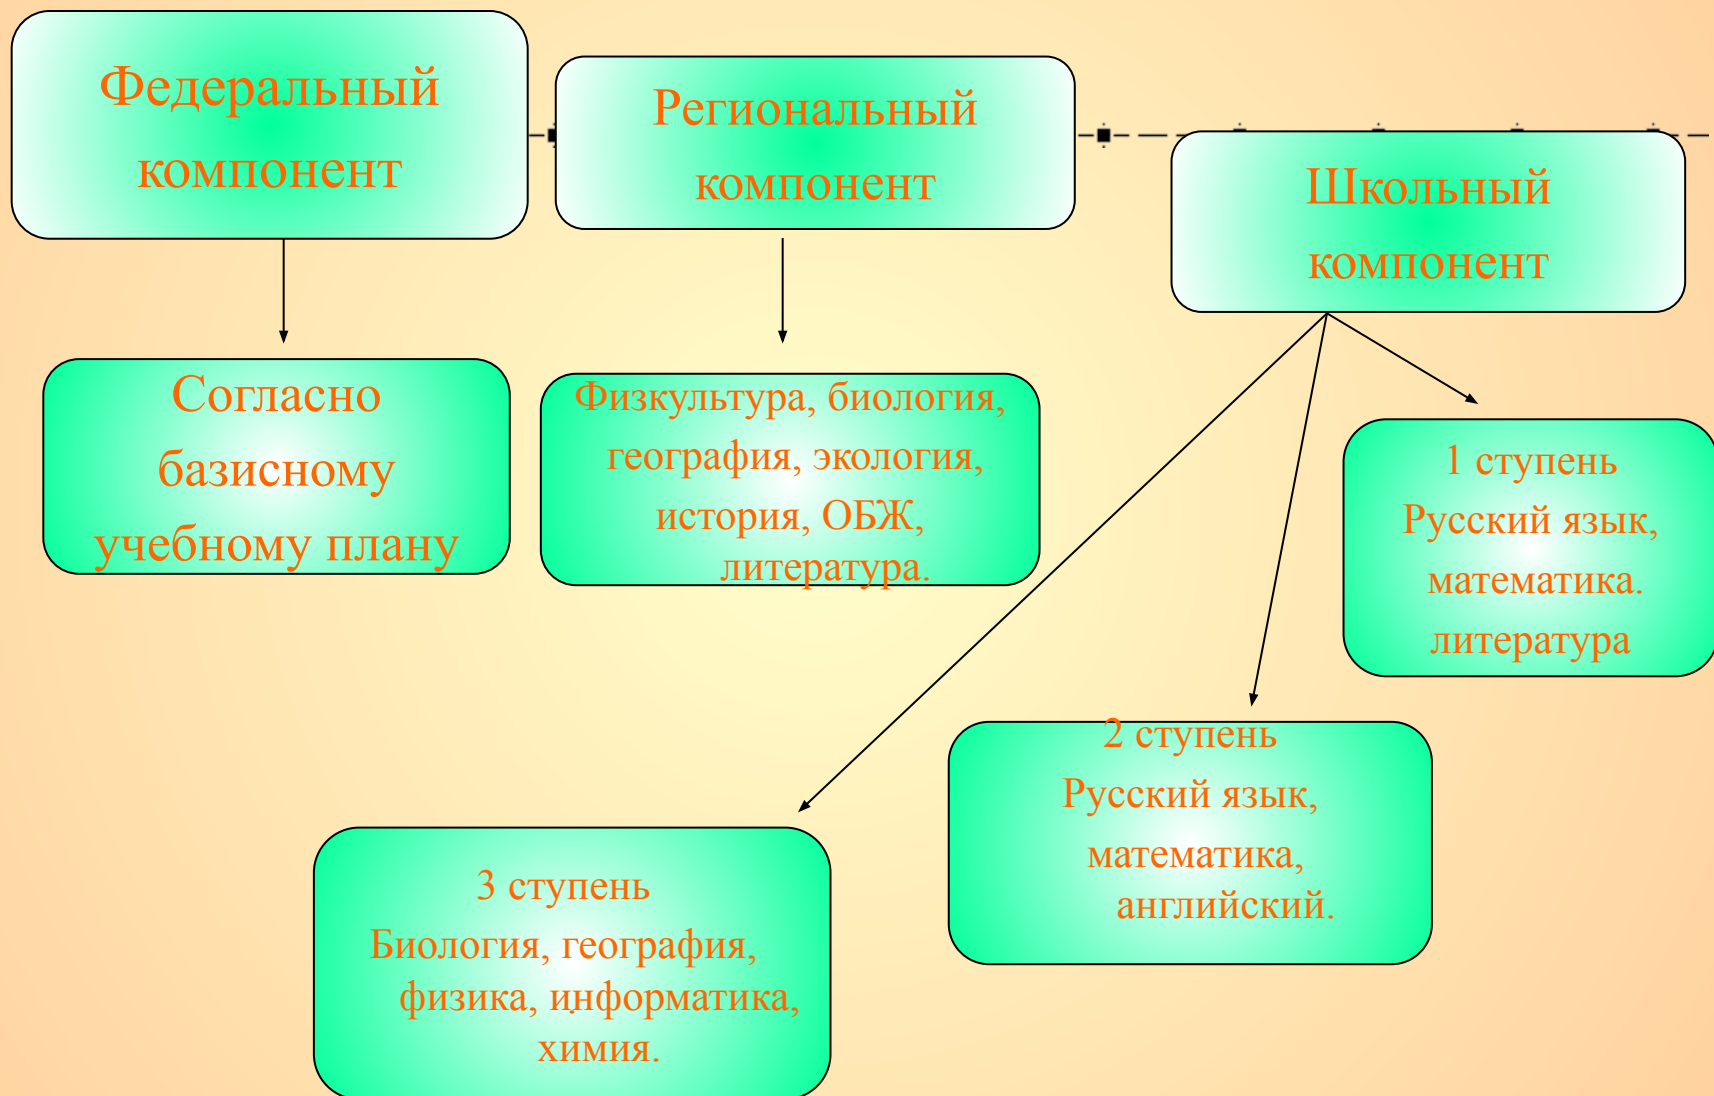 Федеральный
компонент
Региональный
компонент
Школьный
компонент
Согласно
базисному
учебному плану
Физкультура, биология,
география, экология,
история, ОБЖ,
литература.
1 ступень
Русский язык,
математика.
литература
2 ступень
Русский язык,
математика,
английский.
3 ступень
Биология, география,
физика, информатика,
химия.